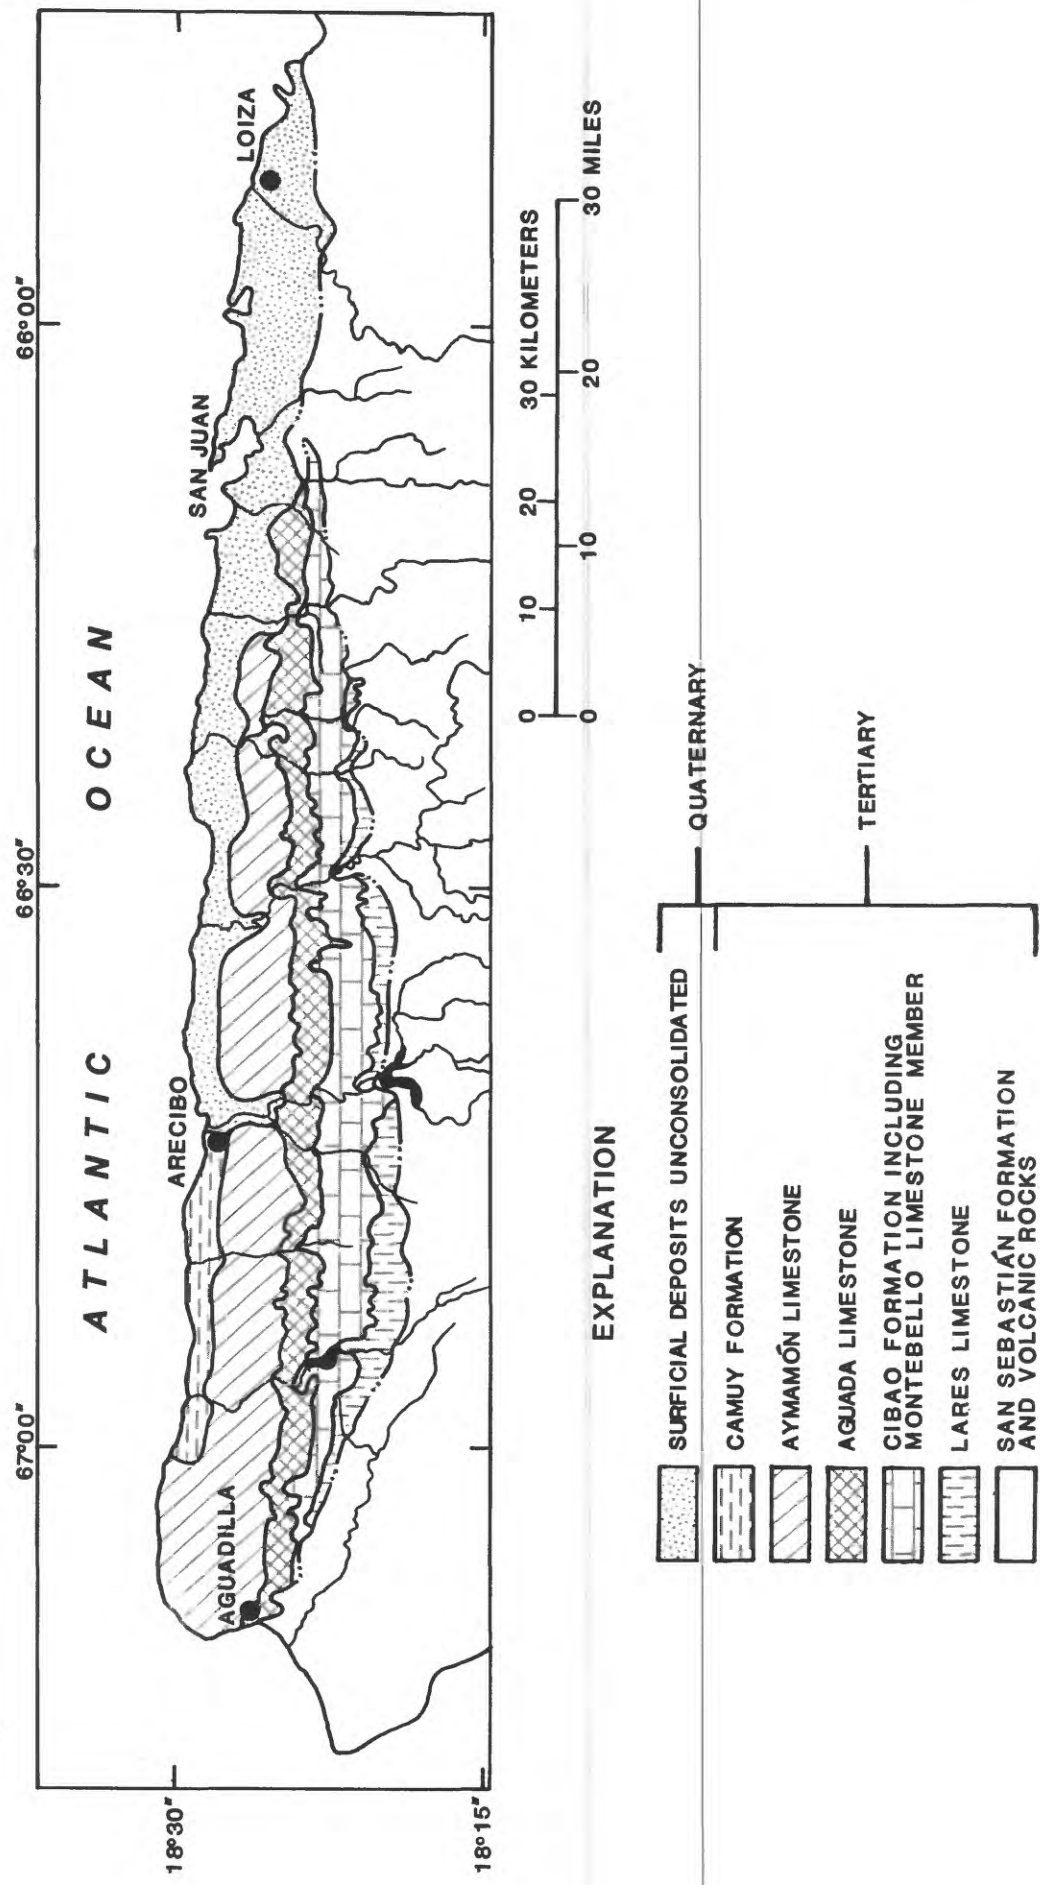 67°00″
66°30″
66°00″
18°30″
18°15″
ATLANTIC OCEAN
AGUADILLA
ARECIBO
SAN JUAN
LOIZA
0 10 20 30 KILOMETERS
0 10 20 30 MILES
EXPLANATION
SURFICIAL DEPOSITS UNCONSOLIDATED
QUATERNARY
CAMUY FORMATION
AYMAMÓN LIMESTONE
AGUADA LIMESTONE
CIBAO FORMATION INCLUDING
MONTEBELLO LIMESTONE MEMBER
LARES LIMESTONE
SAN SEBASTIÁN FORMATION
AND VOLCANIC ROCKS
TERTIARY